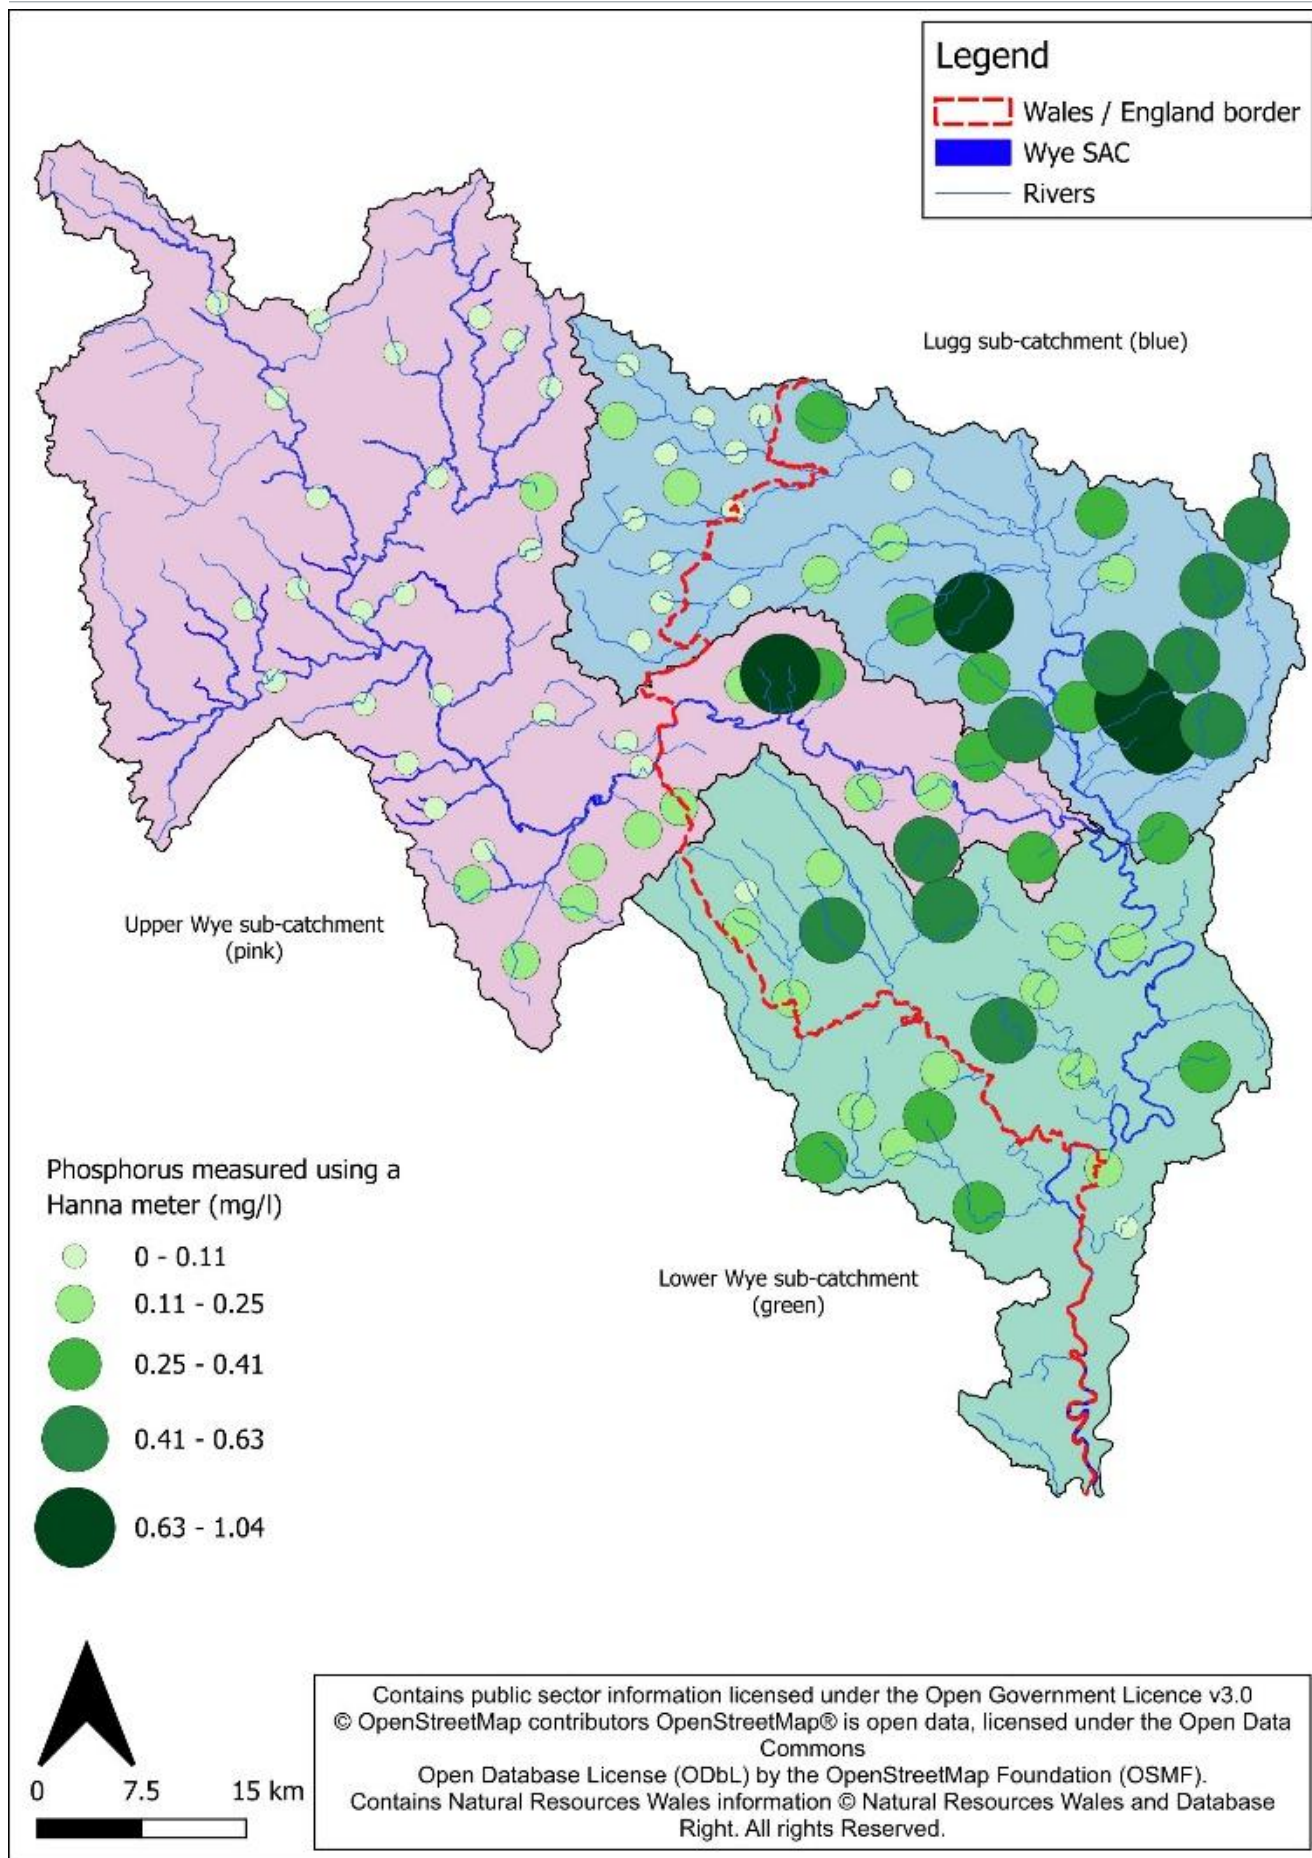 Legend
Wales / England border
Wye SAC
Rivers
Lugg sub-catchment (blue)
Upper Wye sub-catchment
(pink)
Phosphorus measured using a
Hanna meter (mg/l)
0 - 0.11
0.11 - 0.25
0.25 - 0.41
0.41 - 0.63
0.63 - 1.04
Lower Wye sub-catchment
(green)
0 7.5 15 km
Contains public sector information licensed under the Open Government Licence v3.0
© OpenStreetMap contributors OpenStreetMap® is open data, licensed under the Open Data
Commons
Open Database License (ODbL) by the OpenStreetMap Foundation (OSMF).
Contains Natural Resources Wales information © Natural Resources Wales and Database
Right. All rights Reserved.